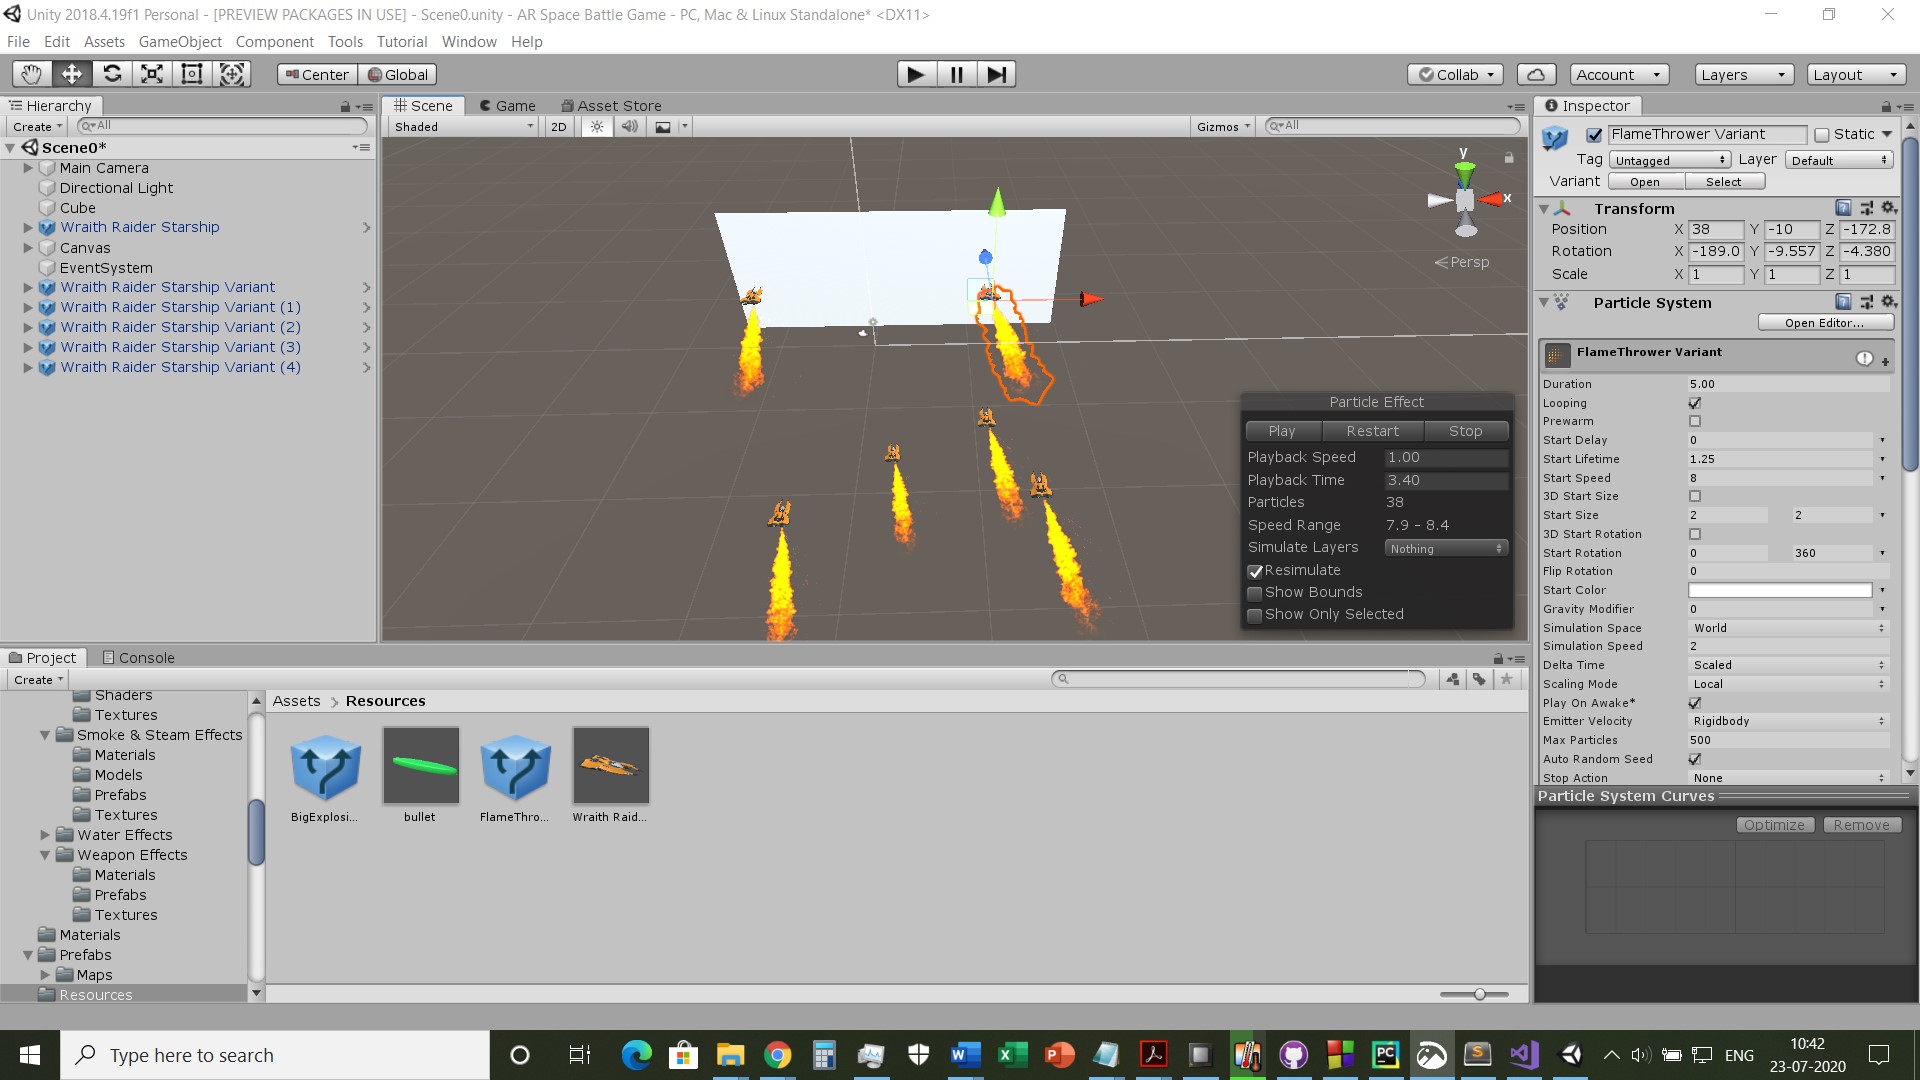 Unity 2018.4.19f1 Personal - [PREVIEW PACKAGES IN USE] - Scene0.unity - AR Space Battle Game - PC, Mac & Linux Standalone* <DX11>
File Edit Assets GameObject Component Tools Tutorial Window Help
Center Global Collab Account Layers Layout
Hierarchy
Create All
Scene0*
Main Camera
Directional Light
Cube
Wraith Raider Starship
Canvas
EventSystem
Wraith Raider Starship Variant
Wraith Raider Starship Variant (1)
Wraith Raider Starship Variant (2)
Wraith Raider Starship Variant (3)
Wraith Raider Starship Variant (4)
Scene Game Asset Store
Shaded 2D Gizmos All
y
x
Persp
Particle Effect
Play Restart Stop
Playback Speed 1.00
Playback Time 3.40
Particles 38
Speed Range 7.9 - 8.4
Simulate Layers Nothing
Resimulate
Show Bounds
Show Only Selected
Inspector
FlameThrower Variant Static
Tag Untagged Layer Default
Variant Open Select
Transform
Position X 38 Y -10 Z -172.8
Rotation X -189.0 Y -9.557 Z -4.380
Scale X 1 Y 1 Z 1
Particle System
Open Editor...
FlameThrower Variant
Duration 5.00
Looping
Prewarm
Start Delay 0
Start Lifetime 1.25
Start Speed 8
3D Start Size
Start Size 2 2
3D Start Rotation
Start Rotation 0 360
Flip Rotation 0
Start Color
Gravity Modifier 0
Simulation Space World
Simulation Speed 2
Delta Time Scaled
Scaling Mode Local
Play On Awake*
Emitter Velocity Rigidbody
Max Particles 500
Auto Random Seed
Stop Action None
Particle System Curves
Optimize Remove
Project Console
Create
Shaders
Textures
Smoke & Steam Effects
Materials
Models
Prefabs
Textures
Water Effects
Weapon Effects
Materials
Prefabs
Textures
Materials
Prefabs
Maps
Resources
Assets > Resources
BigExplosi... bullet FlameThro... Wraith Raid...
Type here to search
ENG
10:42
23-07-2020